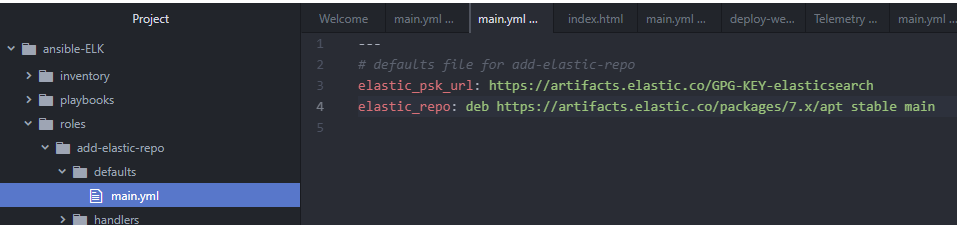 Project
Welcome
main.yml ...
main.yml ...
index.html
main.yml ...
deploy-we...
Telemetry ...
main.yml ...
ansible-ELK
inventory
playbooks
roles
add-elastic-repo
defaults
main.yml
handlers
1 ---
2 # defaults file for add-elastic-repo
3 elastic_psk_url: https://artifacts.elastic.co/GPG-KEY-elasticsearch
4 elastic_repo: deb https://artifacts.elastic.co/packages/7.x/apt stable main
5